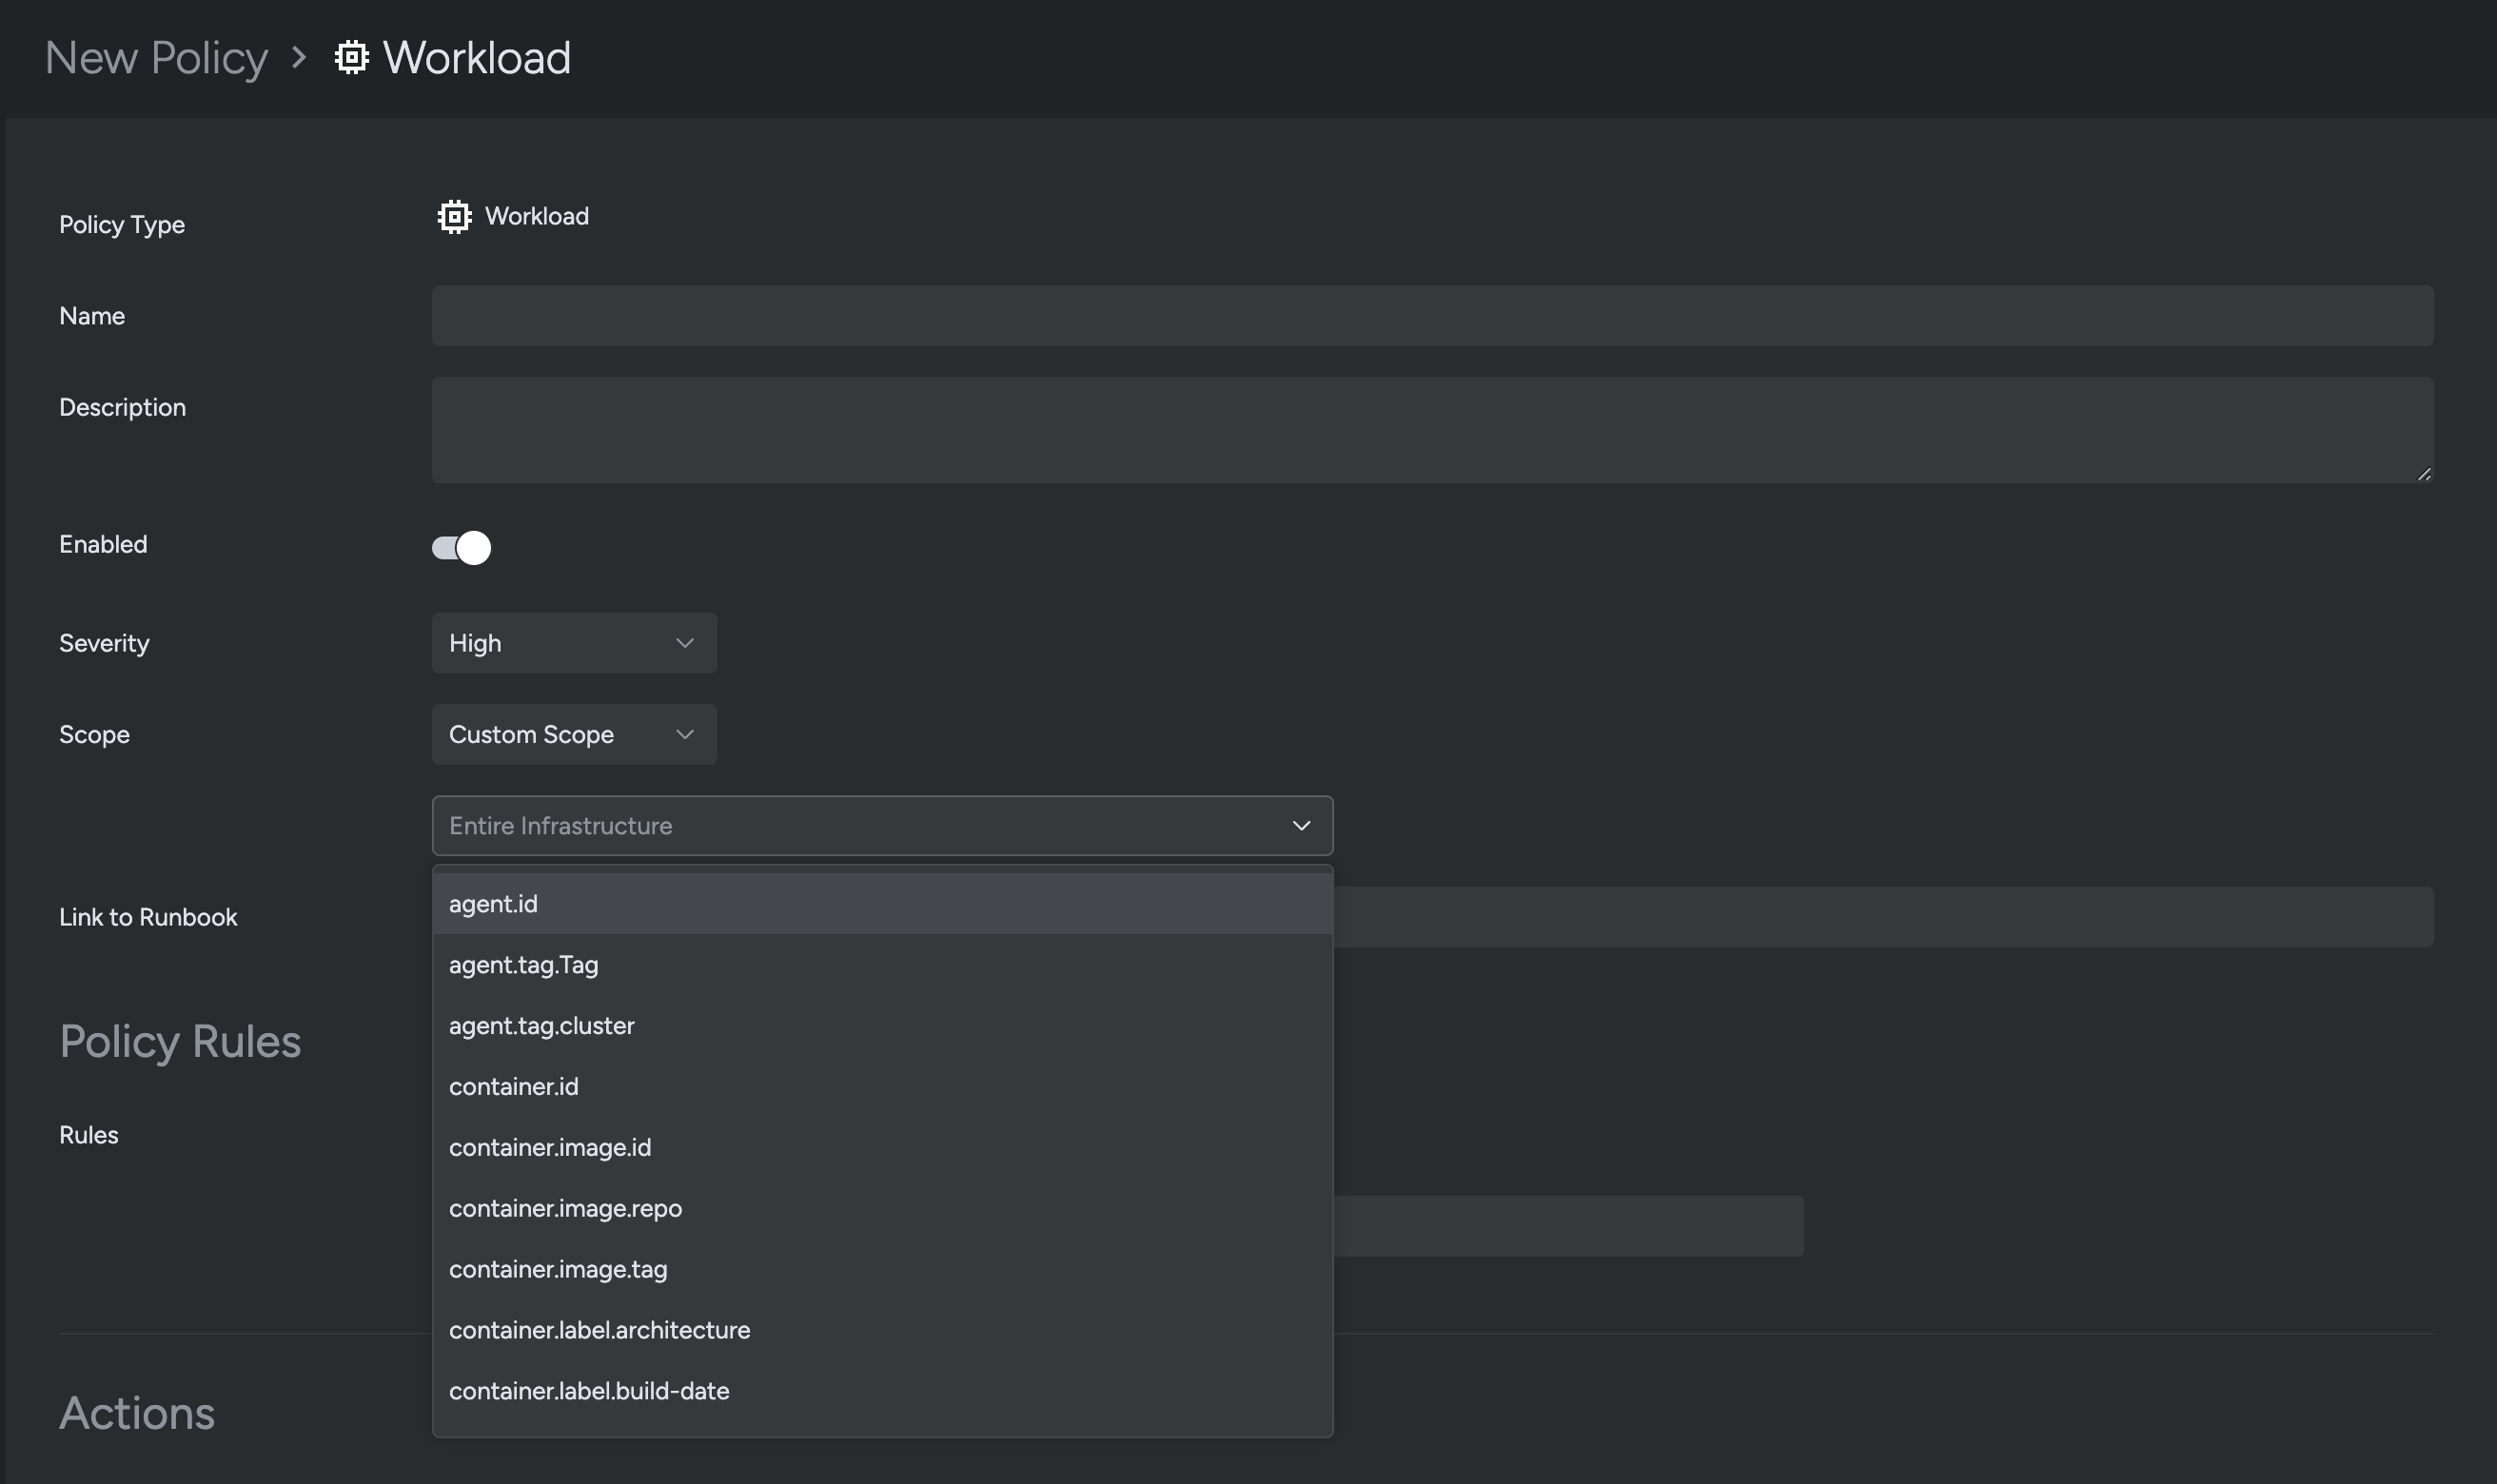 New Policy > Workload
Policy Type Workload
Name
Description
Enabled
Severity High
Scope Custom Scope
Entire Infrastructure
agent.id
Link to Runbook
agent.tag.Tag
agent.tag.cluster
Policy Rules
container.id
Rules
container.image.id
container.image.repo
container.image.tag
container.label.architecture
container.label.build-date
Actions